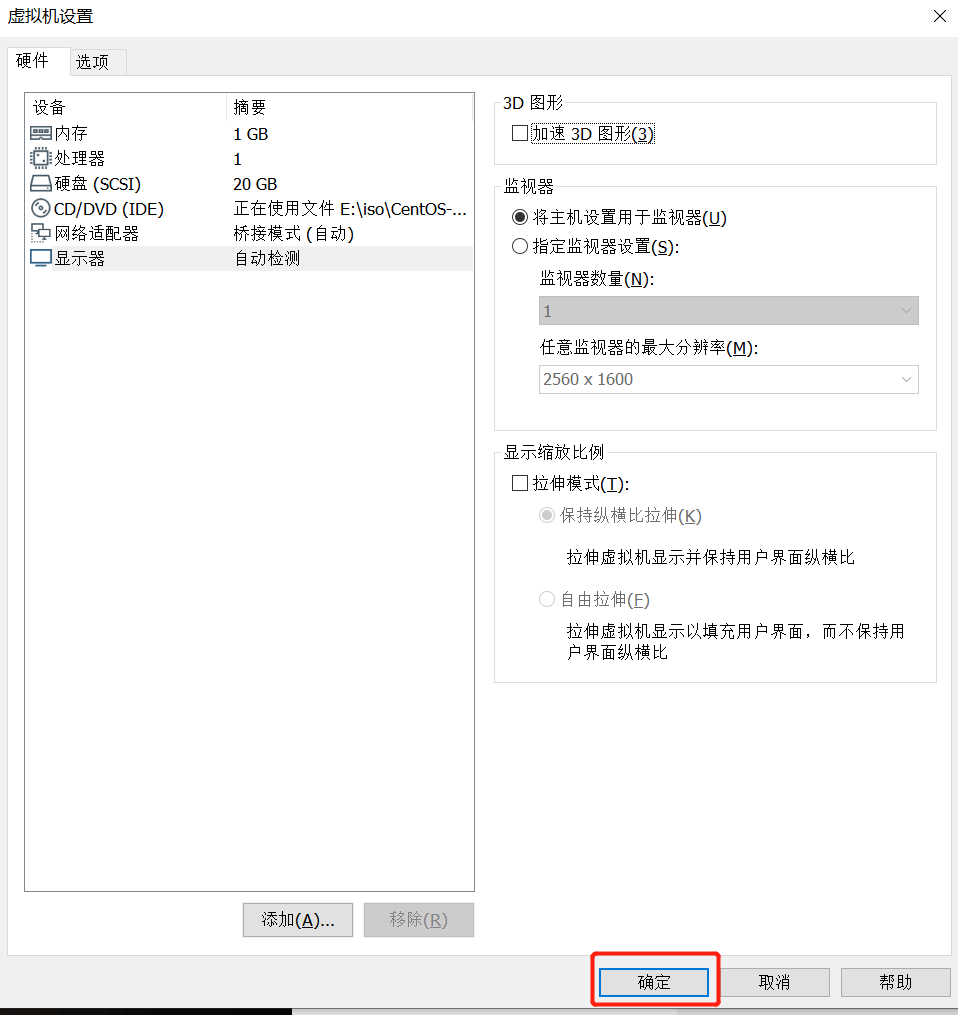 虚拟机设置
硬件 选项
设备 摘要
内存 1 GB
处理器 1
硬盘 (SCSI) 20 GB
CD/DVD (IDE) 正在使用文件 E:\iso\CentOS-...
网络适配器 桥接模式 (自动)
显示器 自动检测
添加(A)... 移除(R)
3D 图形
加速 3D 图形(3)
监视器
将主机设置用于监视器(U)
指定监视器设置(S):
监视器数量(N):
1
任意监视器的最大分辨率(M):
2560 x 1600
显示缩放比例
拉伸模式(T):
保持纵横比拉伸(K)
拉伸虚拟机显示并保持用户界面纵横比
自由拉伸(F)
拉伸虚拟机显示以填充用户界面，而不保持用
户界面纵横比
确定 取消 帮助